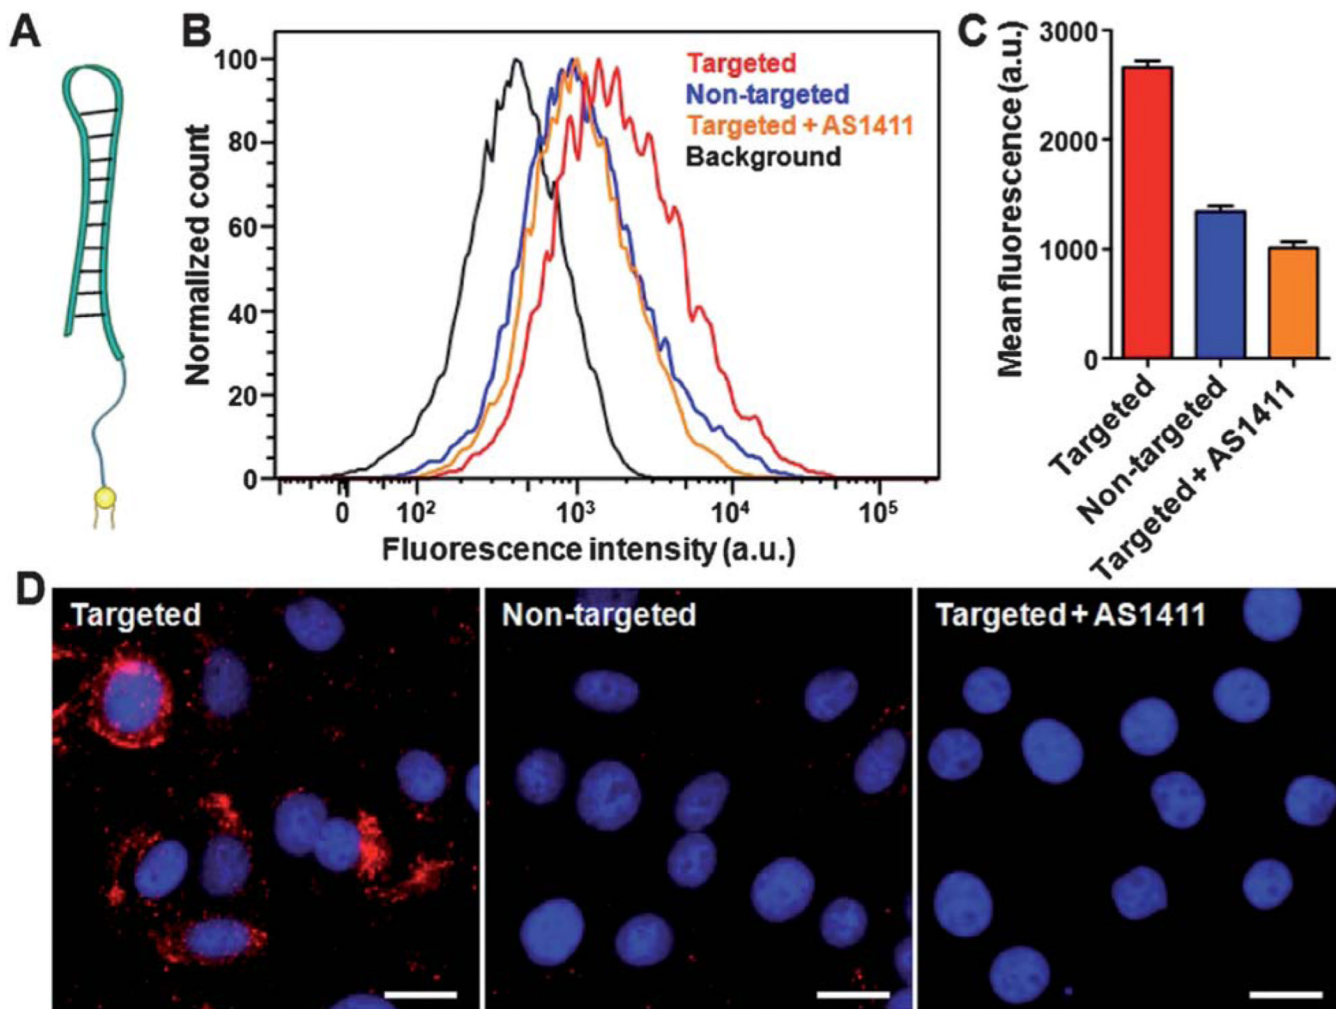 A
B
100
80
60
40
20
0
Normalized count
Targeted
Non-targeted
Targeted + AS1411
Background
0 10² 10³ 10⁴ 10⁵
Fluorescence intensity (a.u.)
C
3000
2000
1000
0
Mean fluorescence (a.u.)
Targeted
Non-targeted
Targeted + AS1411
D
Targeted
Non-targeted
Targeted + AS1411